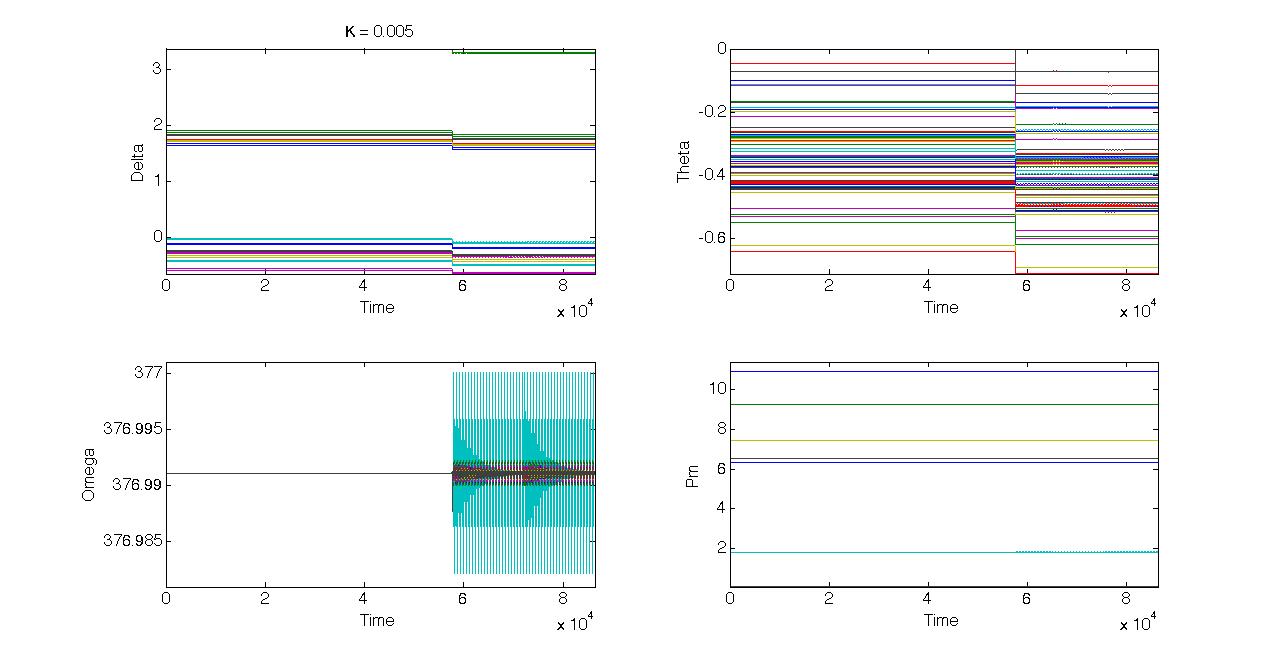 K = 0.005
3
2
1
0
Delta
0 2 4 6 8
Time
x 10^4
0
-0.2
-0.4
-0.6
Theta
0 2 4 6 8
Time
x 10^4
377
376.995
376.99
376.985
Omega
0 2 4 6 8
Time
x 10^4
10
8
6
4
2
Pm
0 2 4 6 8
Time
x 10^4